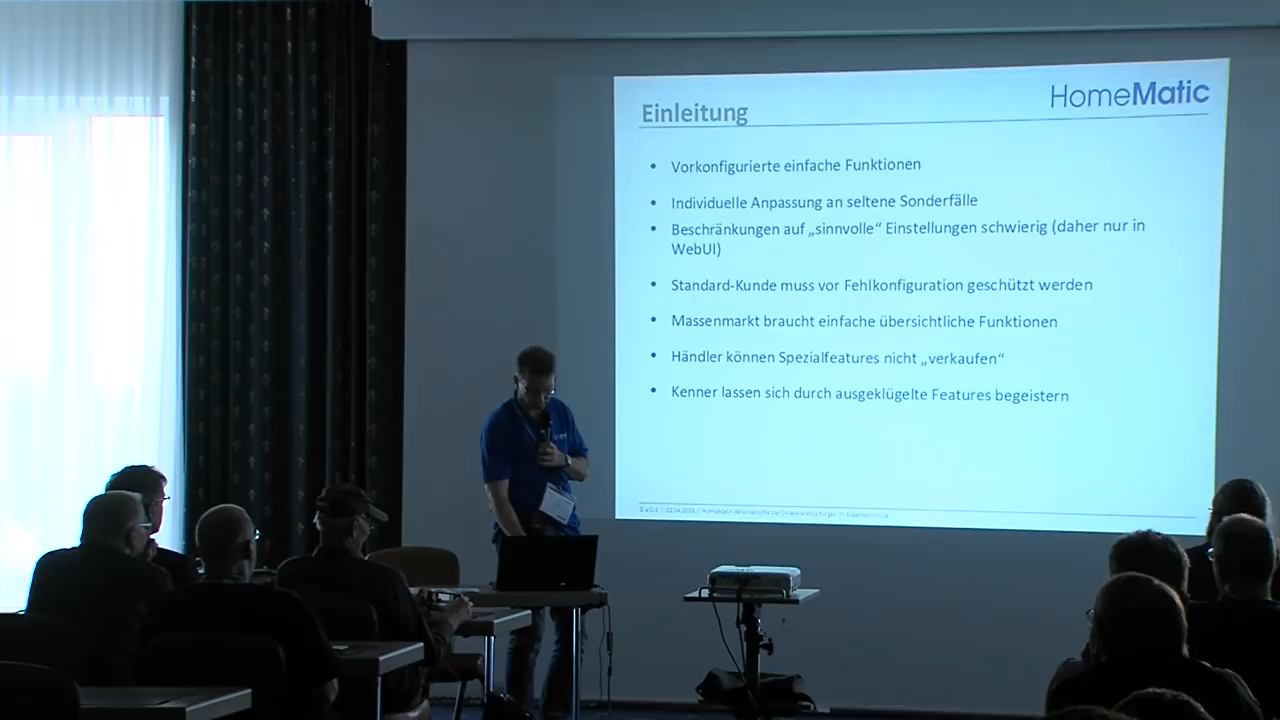 HomeMatic
Einleitung
• Vorkonfigurierte einfache Funktionen
• Individuelle Anpassung an seltene Sonderfälle
• Beschränkungen auf „sinnvolle“ Einstellungen schwierig (daher nur in
WebUI)
• Standard-Kunde muss vor Fehlkonfiguration geschützt werden
• Massenmarkt braucht einfache übersichtliche Funktionen
• Händler können Spezialfeatures nicht „verkaufen“
• Kenner lassen sich durch ausgeklügelte Features begeistern